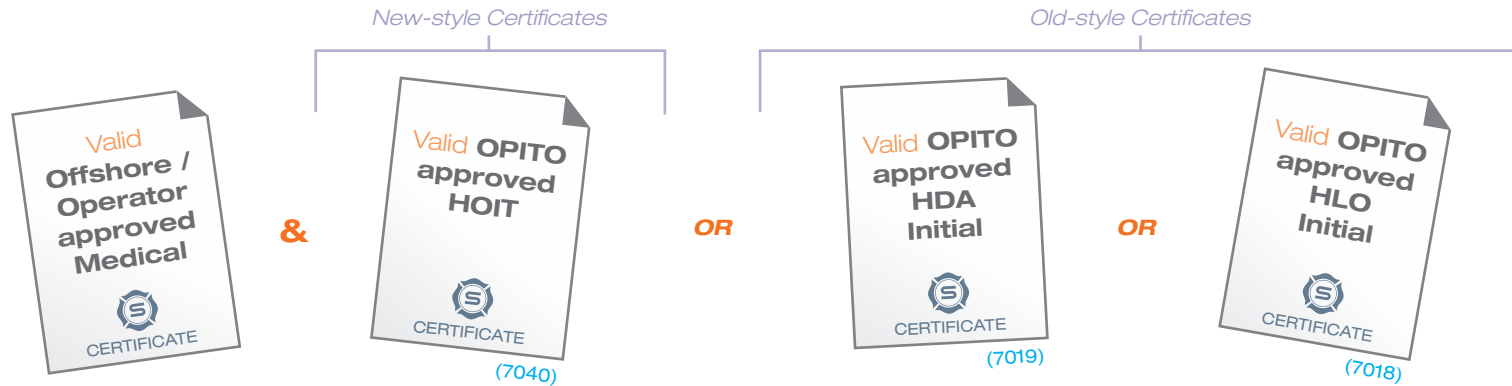 New-style Certificates
Old-style Certificates
Valid
Offshore /
Operator
approved
Medical
S
CERTIFICATE
&
Valid OPITO
approved
HOIT
S
CERTIFICATE
(7040)
OR
Valid OPITO
approved
HDA
Initial
S
CERTIFICATE
(7019)
OR
Valid OPITO
approved
HLO
Initial
S
CERTIFICATE
(7018)